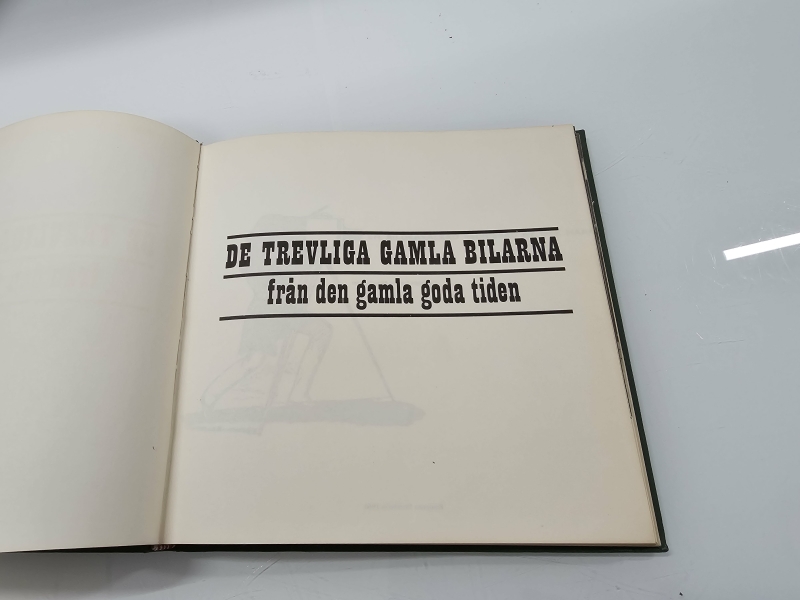 DE TREVLIGA GAMLA BILARNA
från den gamla goda tiden